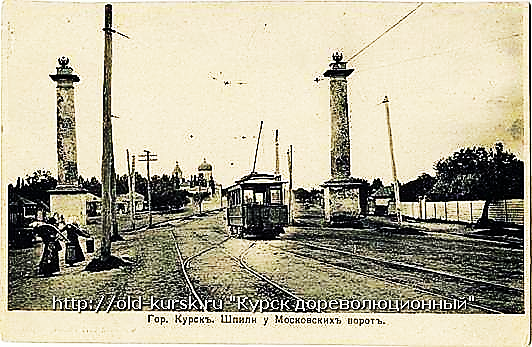 http://old-kursk.ru "Курск дореволюционный"
Гор. Курскъ. Шпили у Московскихъ воротъ.